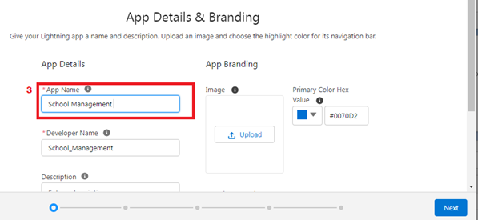 App Details & Branding
Give your Lightning app a name and description. Upload an image and choose the highlight color for its navigation bar.
App Details
App Branding
3
*App Name
Image
Primary Color Hex
Value
School Management
#0070D2
Upload
*Developer Name
School_Management
Description
Next